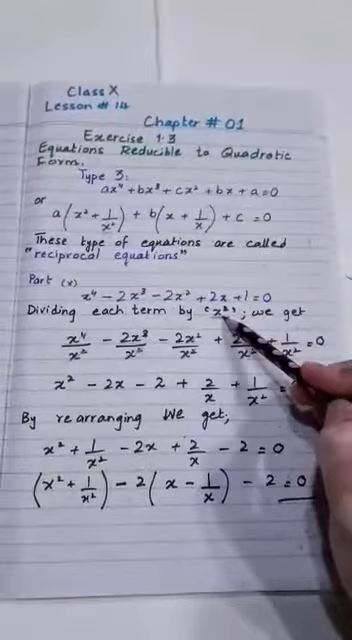 Class X
Lesson # 14
Chapter # 01
Exercise 1.3
Equations Reducible to Quadratic
Form.
Type 3:
ax⁴ + bx³ + cx² + bx + a = 0
or
a(x² + 1/x²) + b(x + 1/x) + c = 0
These type of equations are called
"reciprocal equations"
Part (x)
x⁴ - 2x³ - 2x² + 2x + 1 = 0
Dividing each term by (x²); we get
x⁴/x² - 2x³/x² - 2x²/x² + 2x/x² + 1/x² = 0
x² - 2x - 2 + 2/x + 1/x² =
By rearranging we get;
x² + 1/x² - 2x + 2/x - 2 = 0
(x² + 1/x²) - 2(x - 1/x) - 2 = 0